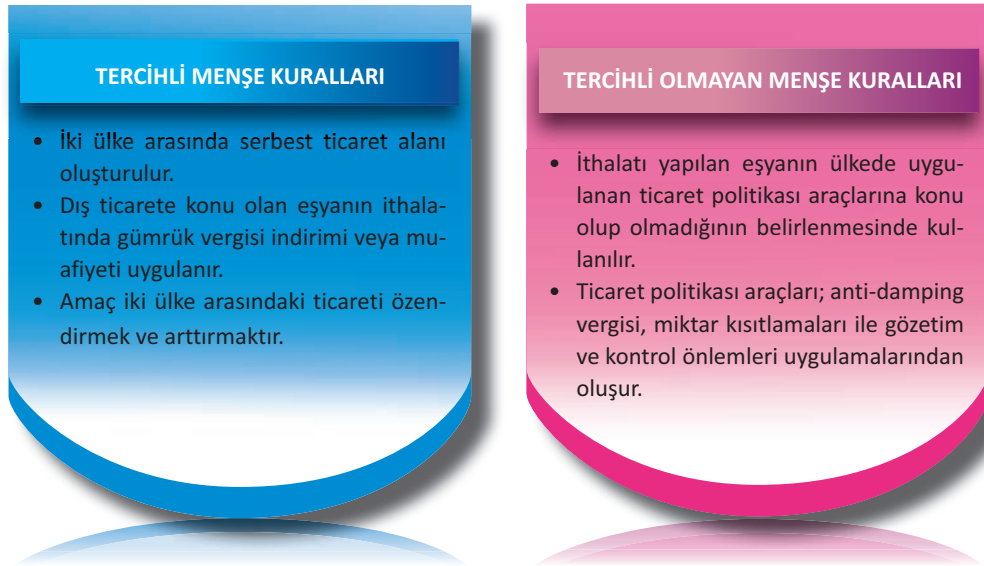 TERCİHLİ MENŞE KURALLARI
• İki ülke arasında serbest ticaret alanı
oluşturulur.
• Dış ticarete konu olan eşyanın ithala-
tında gümrük vergisi indirimi veya mu-
afiyeti uygulanır.
• Amaç iki ülke arasındaki ticareti özen-
dirmek ve arttırmaktır.
TERCİHLİ OLMAYAN MENŞE KURALLARI
• İthalatı yapılan eşyanın ülkede uygu-
lanan ticaret politikası araçlarına konu
olup olmadığının belirlenmesinde kul-
lanılır.
• Ticaret politikası araçları; anti-damping
vergisi, miktar kısıtlamaları ile gözetim
ve kontrol önlemleri uygulamalarından
oluşur.